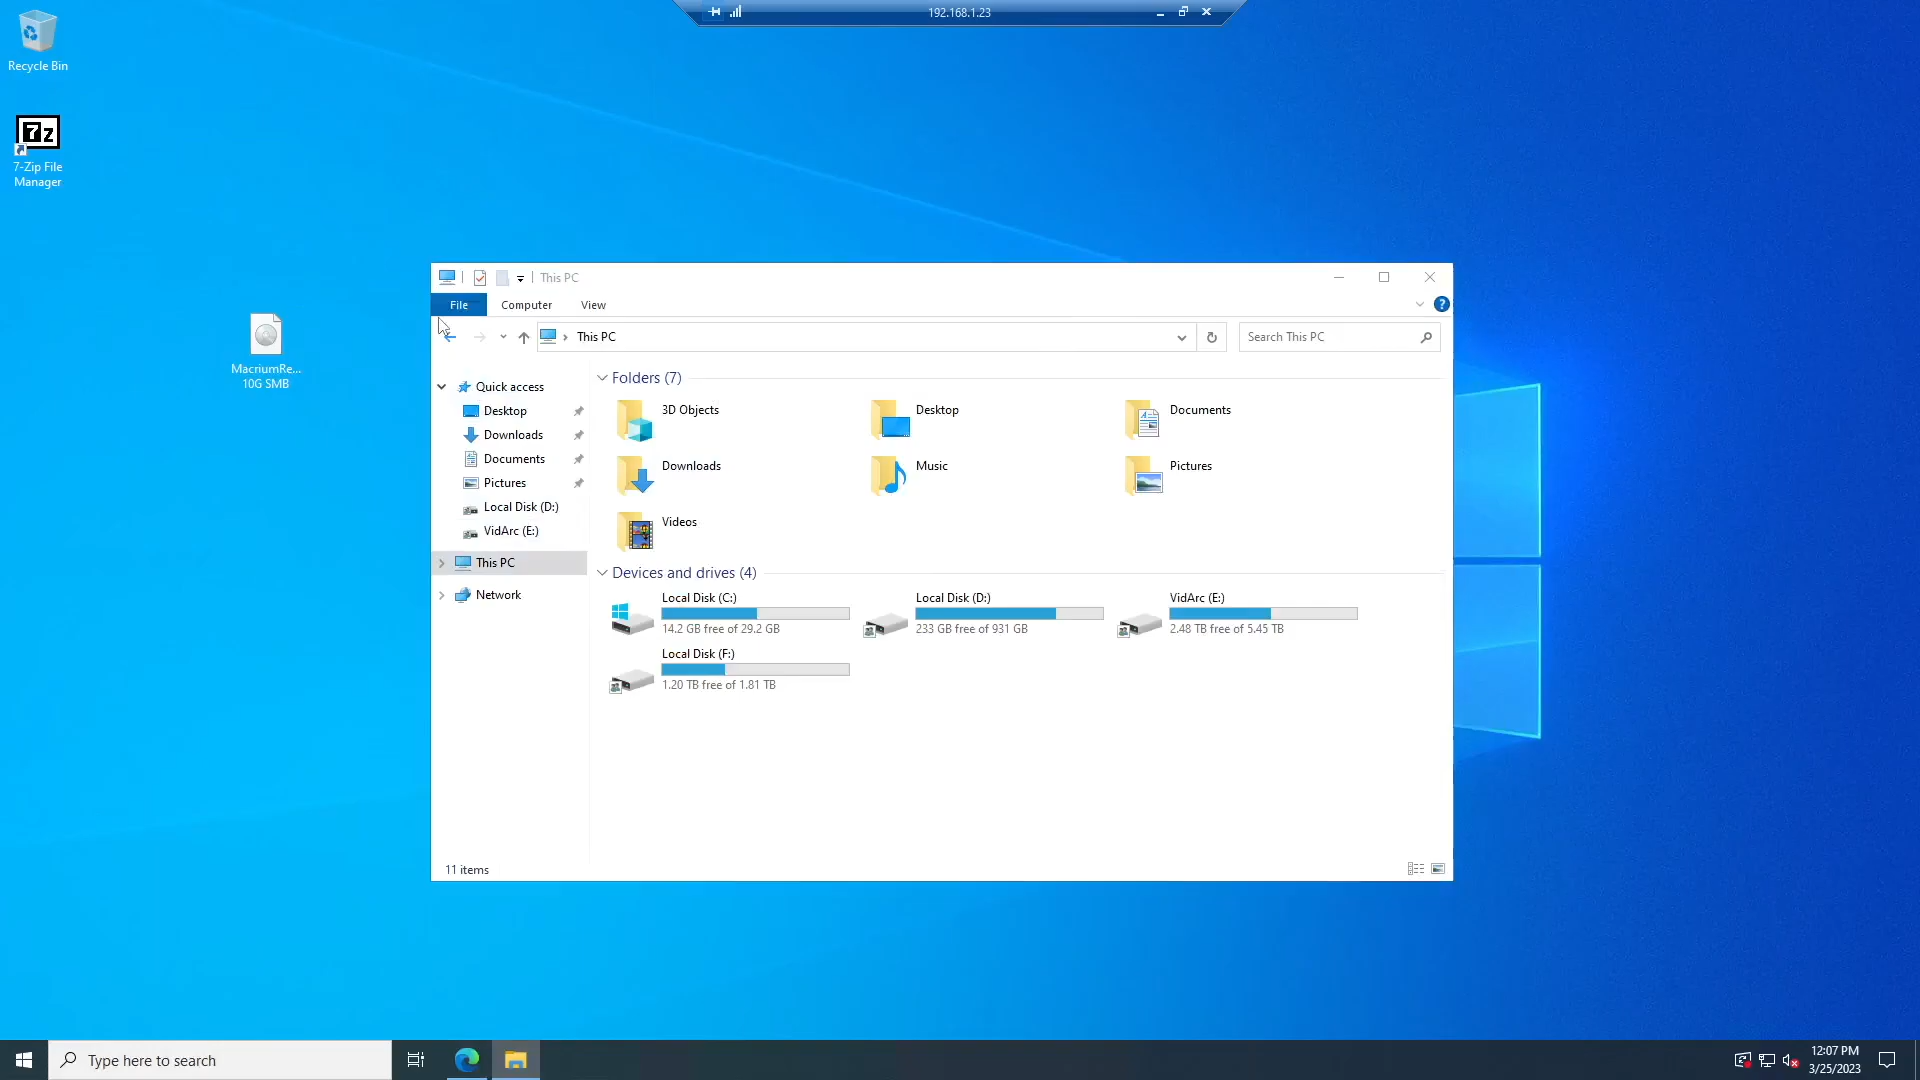 192.168.1.23
Recycle Bin
7-Zip File
Manager
MacriumRe...
10G SMB
This PC
File
Computer
View
?
This PC
Search This PC
Quick access
Desktop
Downloads
Documents
Pictures
Local Disk (D:)
VidArc (E:)
This PC
Network
Folders (7)
3D Objects
Desktop
Documents
Downloads
Music
Pictures
Videos
Devices and drives (4)
Local Disk (C:)
14.2 GB free of 29.2 GB
Local Disk (D:)
233 GB free of 931 GB
VidArc (E:)
2.48 TB free of 5.45 TB
Local Disk (F:)
1.20 TB free of 1.81 TB
11 items
Type here to search
12:07 PM
3/25/2023